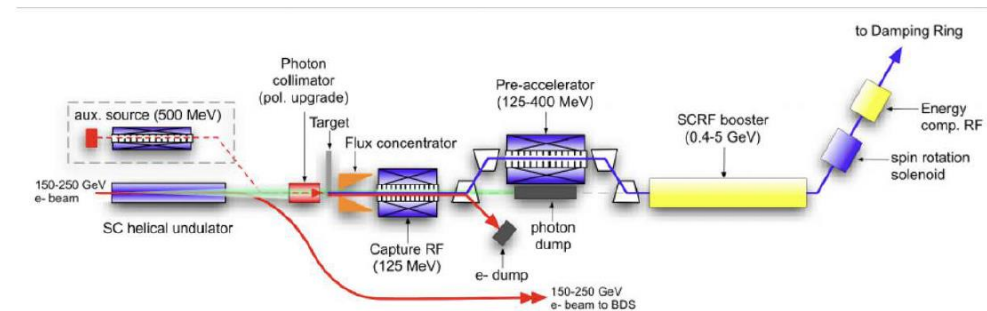 to Damping Ring
Photon
collimator
(pol. upgrade)
Pre-accelerator
(125-400 MeV)
aux. source (500 MeV)
Target
Flux concentrator
SCRF booster
(0.4-5 GeV)
Energy
comp. RF
spin rotation
solenoid
150-250 GeV
e- beam
SC helical undulator
Capture RF
(125 MeV)
photon
dump
e- dump
150-250 GeV
e- beam to BDS